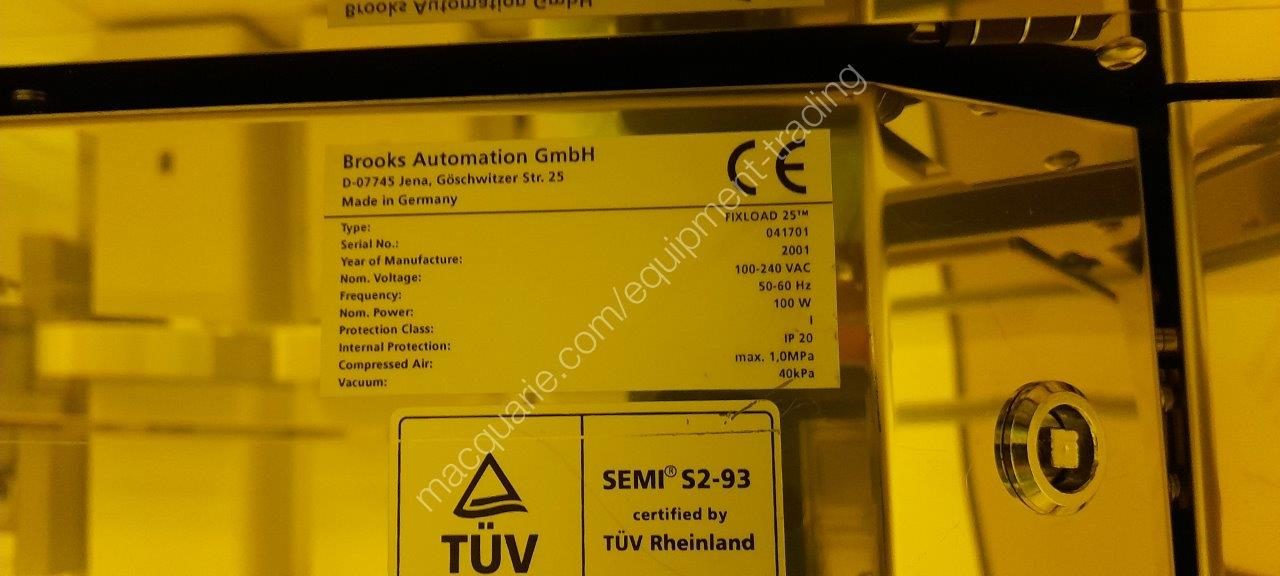 Brooks Automation GmbH
Brooks Automation GmbH
D-07745 Jena, Göschwitzer Str. 25
Made in Germany
CE
Type: FIXLOAD 25™
Serial No.: 041701
Year of Manufacture: 2001
Nom. Voltage: 100-240 VAC
Frequency: 50-60 Hz
Nom. Power: 100 W
Protection Class: I
Internal Protection: IP 20
Compressed Air: max. 1,0MPa
Vacuum: 40kPa
macquarie.com/equipment-trading
TÜV
SEMI® S2-93
certified by
TÜV Rheinland